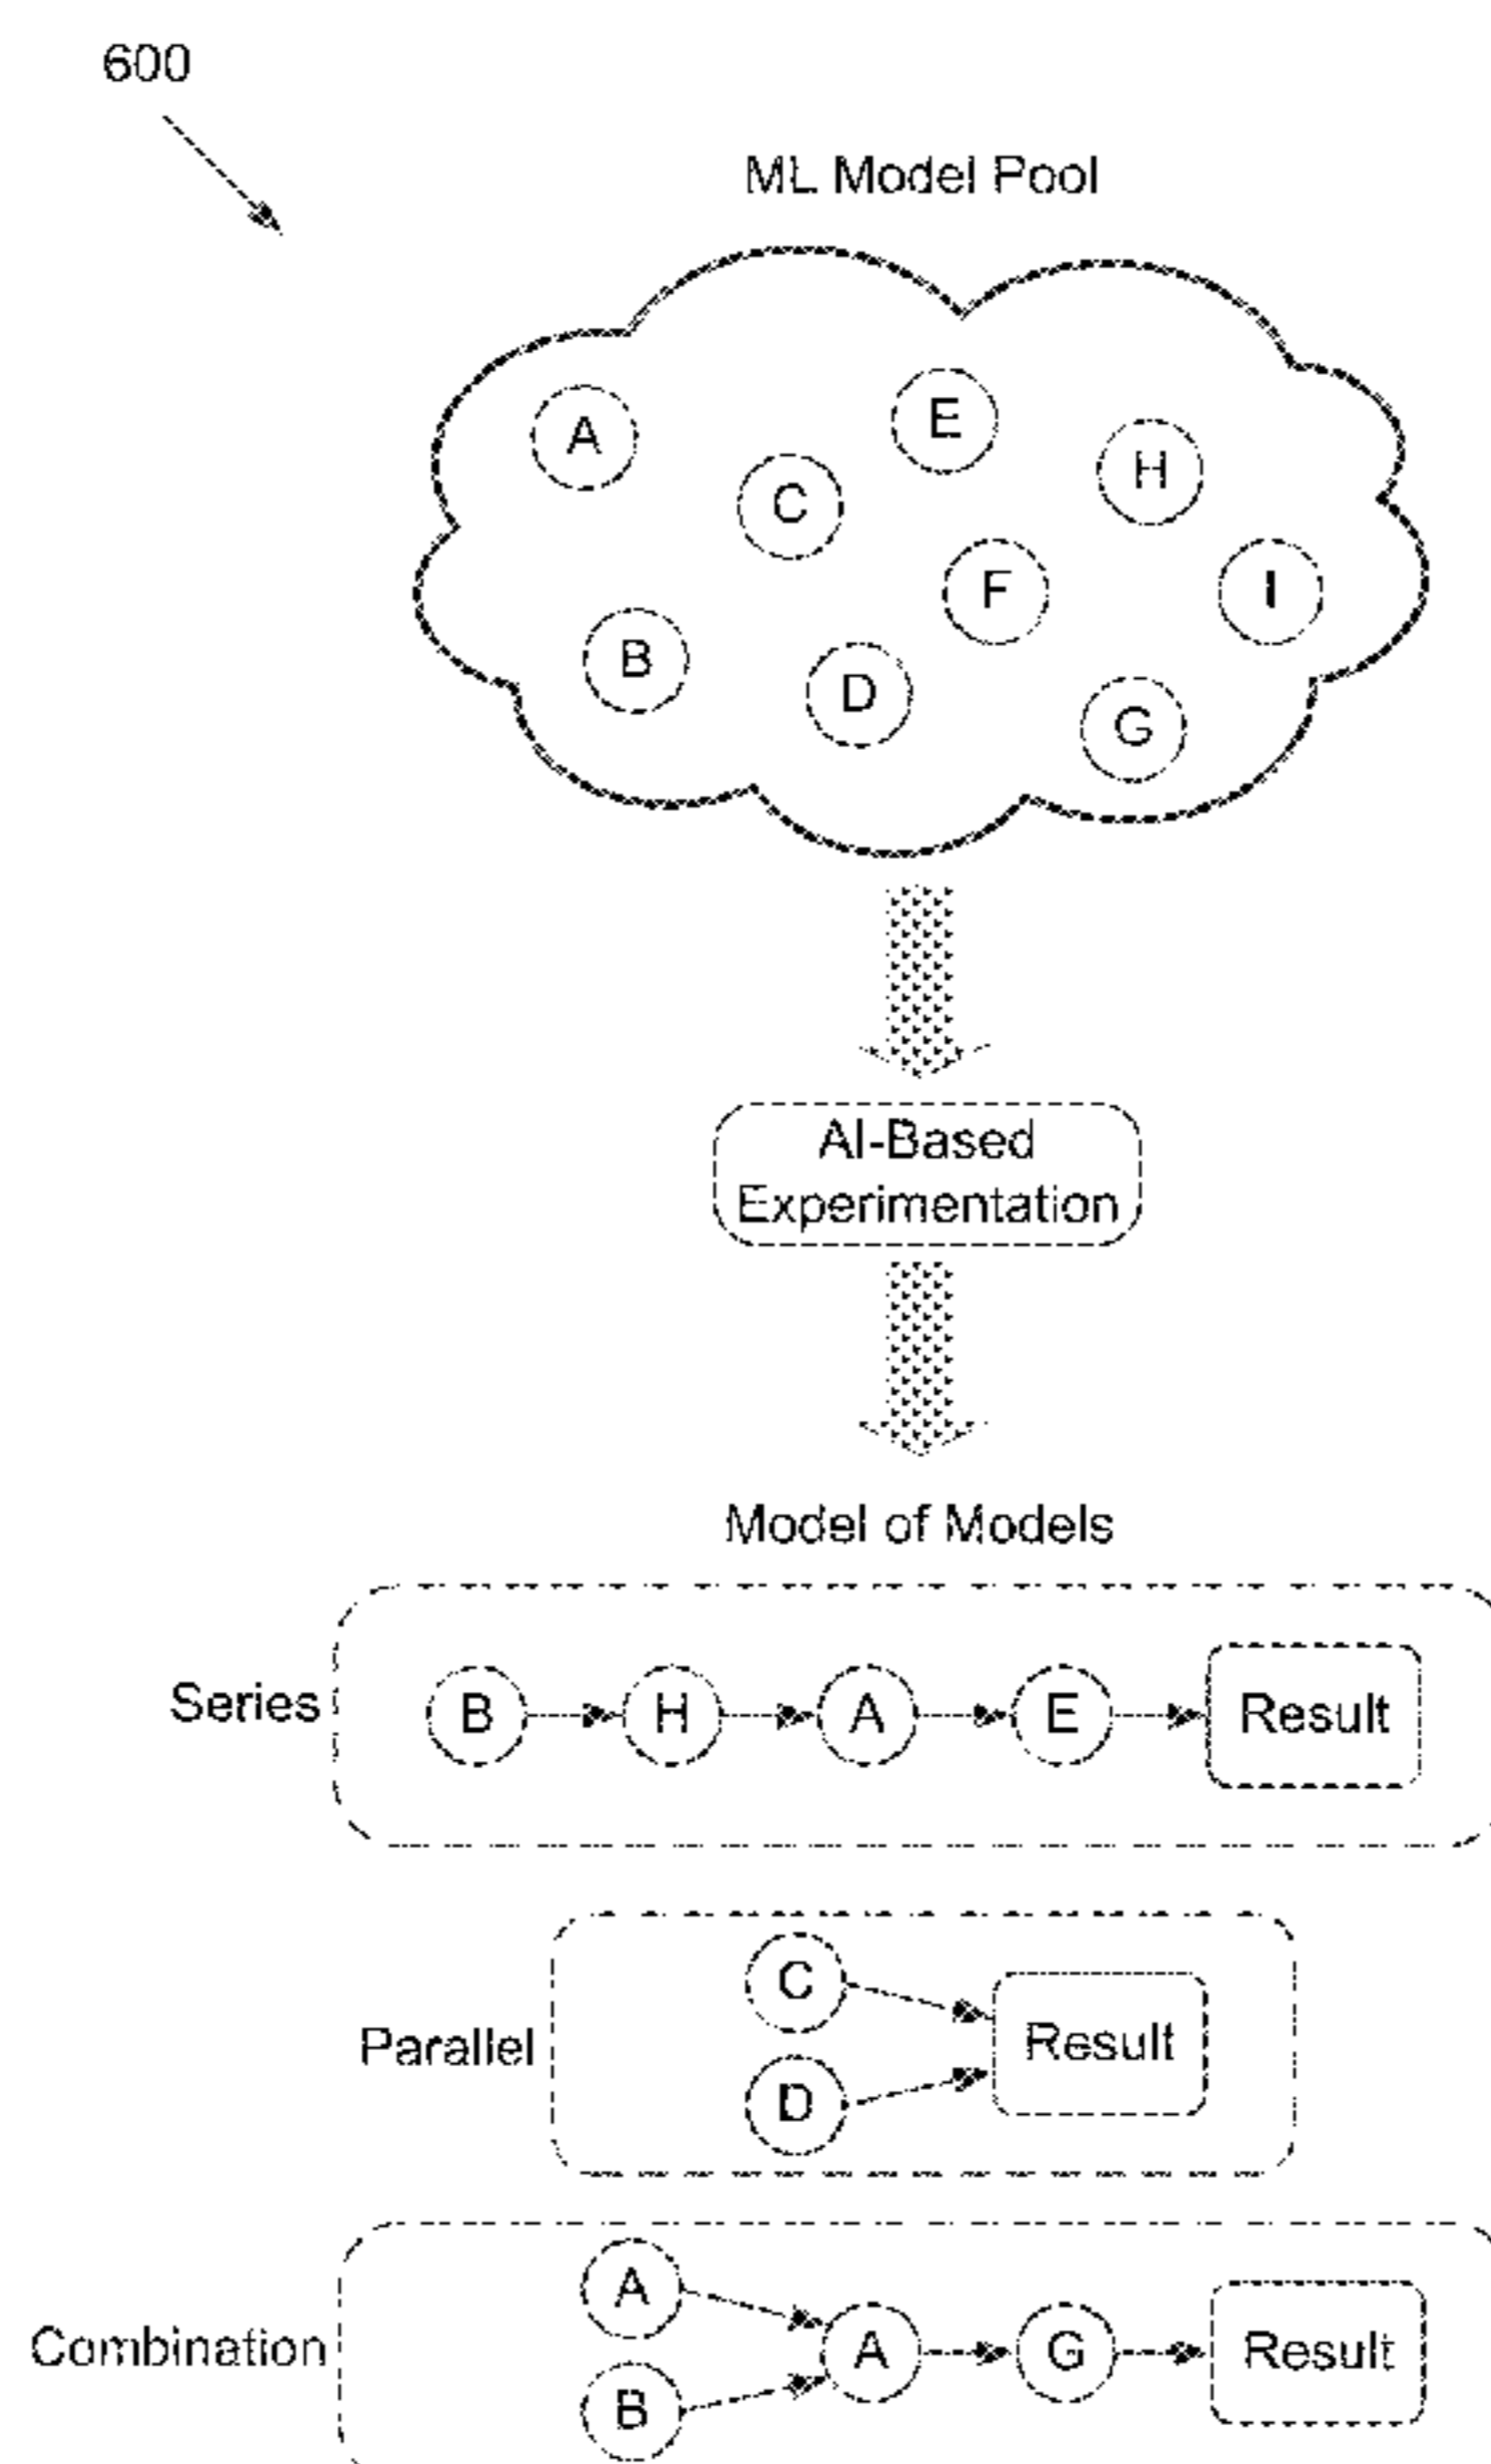 600
ML Model Pool
A
E
H
C
F
I
B
D
G
AI-Based
Experimentation
Model of Models
Series
B
H
A
E
Result
Parallel
C
D
Result
Combination
A
B
A
G
Result